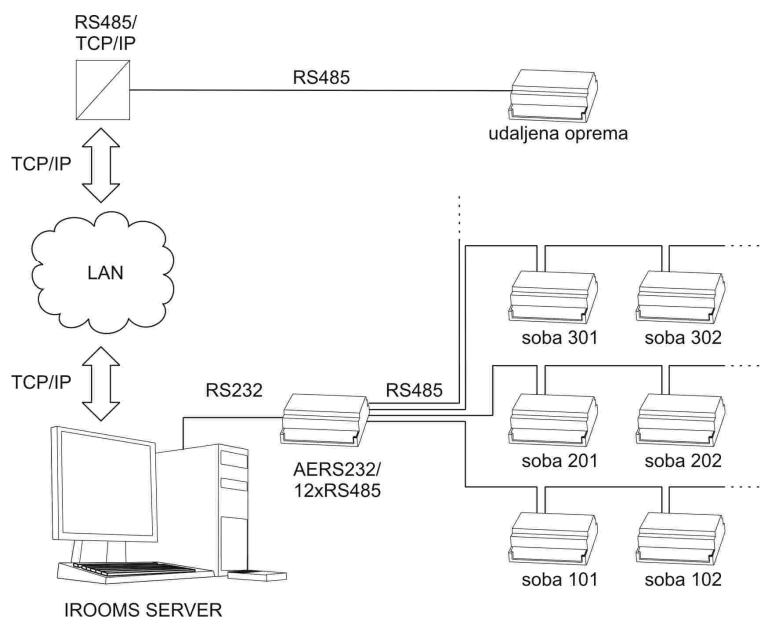 RS485/
TCP/IP
RS485
udaljena oprema
TCP/IP
LAN
soba 301
soba 302
TCP/IP
RS232
RS485
AERS232/
12xRS485
soba 201
soba 202
soba 101
soba 102
IROOMS SERVER